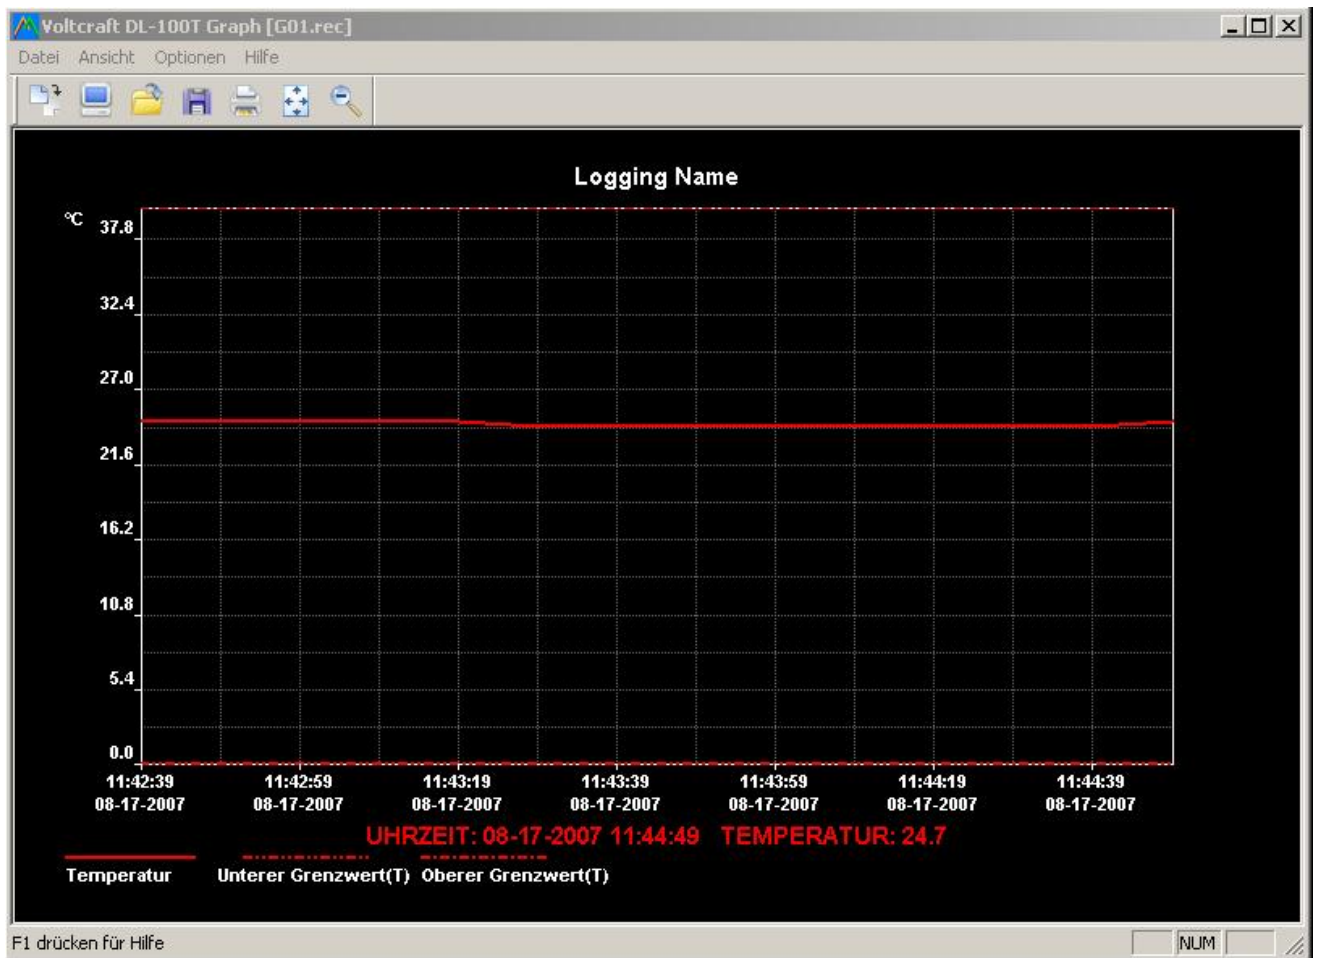 Voltcraft DL-100T Graph [G01.rec]
Datei Ansicht Optionen Hilfe
Logging Name
°C
37.8
32.4
27.0
21.6
16.2
10.8
5.4
0.0
11:42:39 11:42:59 11:43:19 11:43:39 11:43:59 11:44:19 11:44:39
08-17-2007 08-17-2007 08-17-2007 08-17-2007 08-17-2007 08-17-2007 08-17-2007
UHRZEIT: 08-17-2007 11:44:49 TEMPERATUR: 24.7
Temperatur Unterer Grenzwert(T) Oberer Grenzwert(T)
F1 drücken für Hilfe NUM